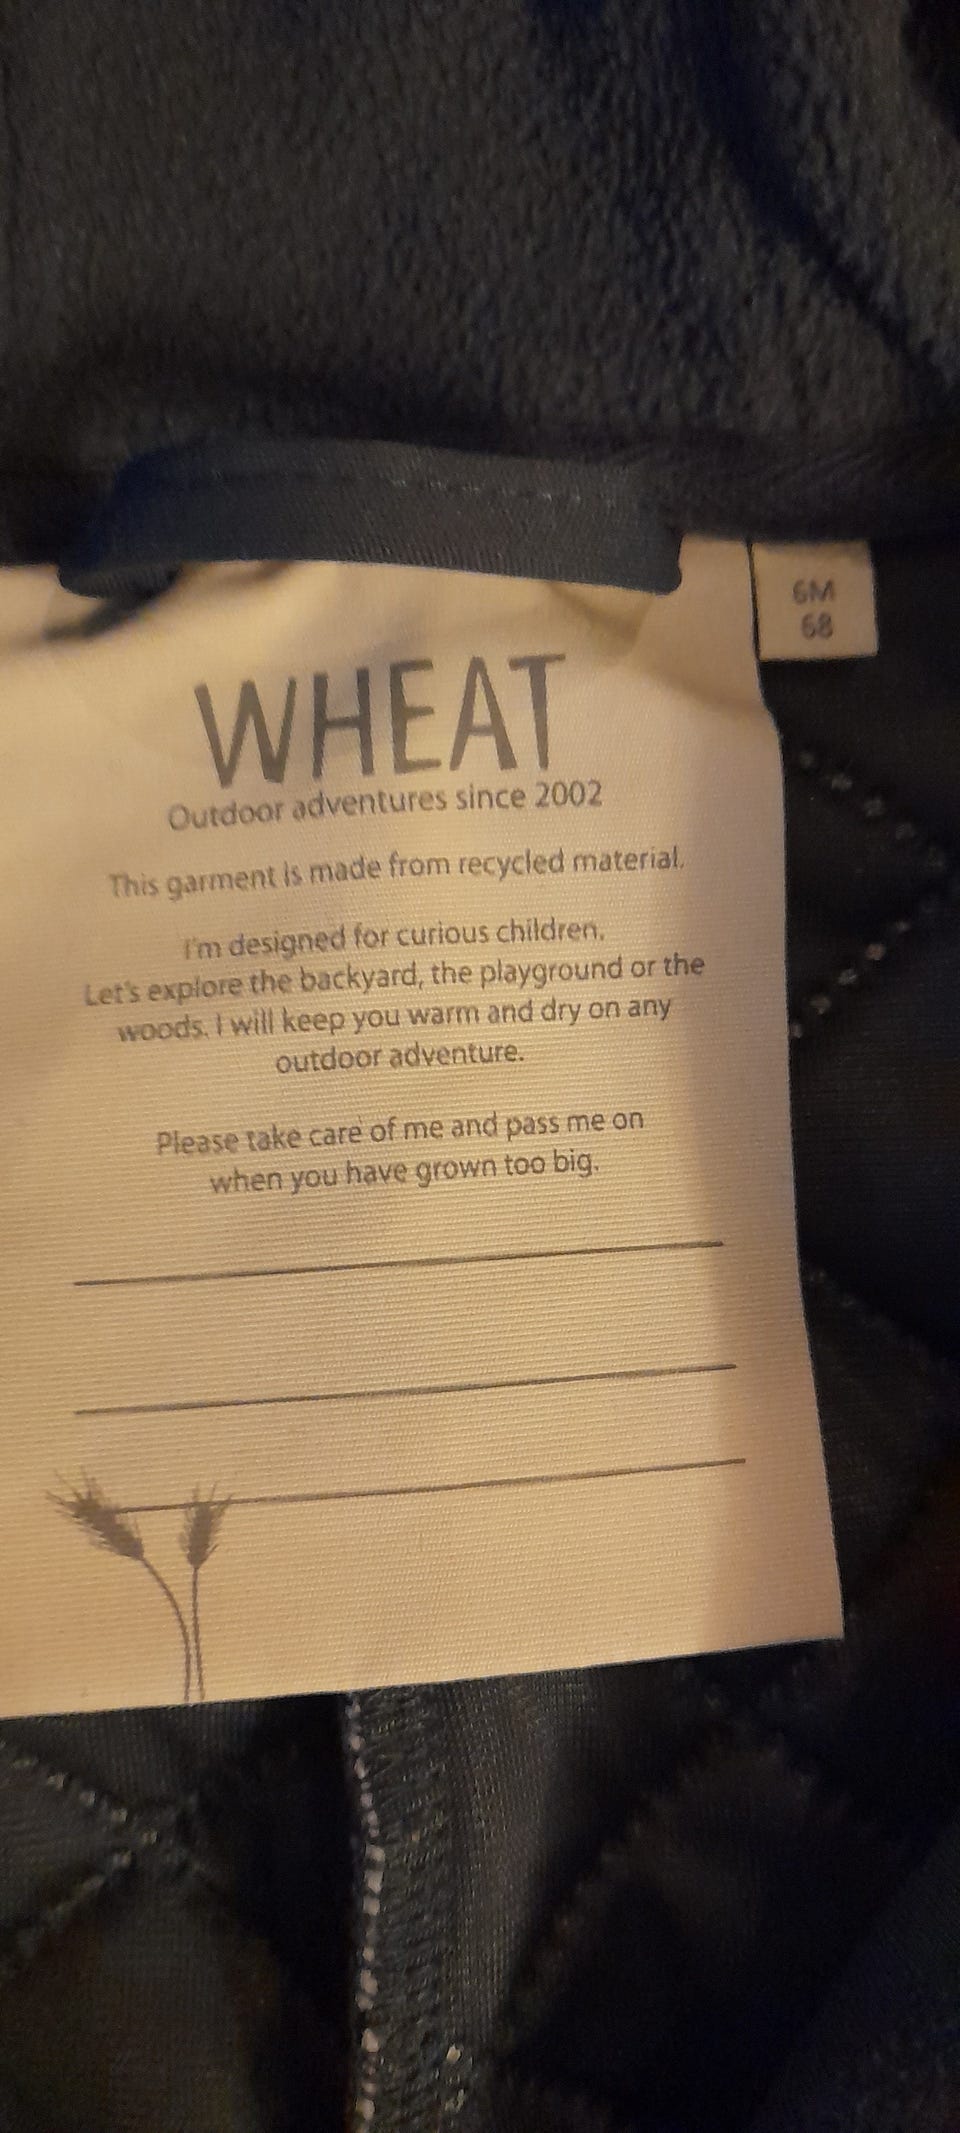 6M
68
WHEAT
Outdoor adventures since 2002
This garment is made from recycled material.
I'm designed for curious children.
Let's explore the backyard, the playground or the
woods. I will keep you warm and dry on any
outdoor adventure.
Please take care of me and pass me on
when you have grown too big.